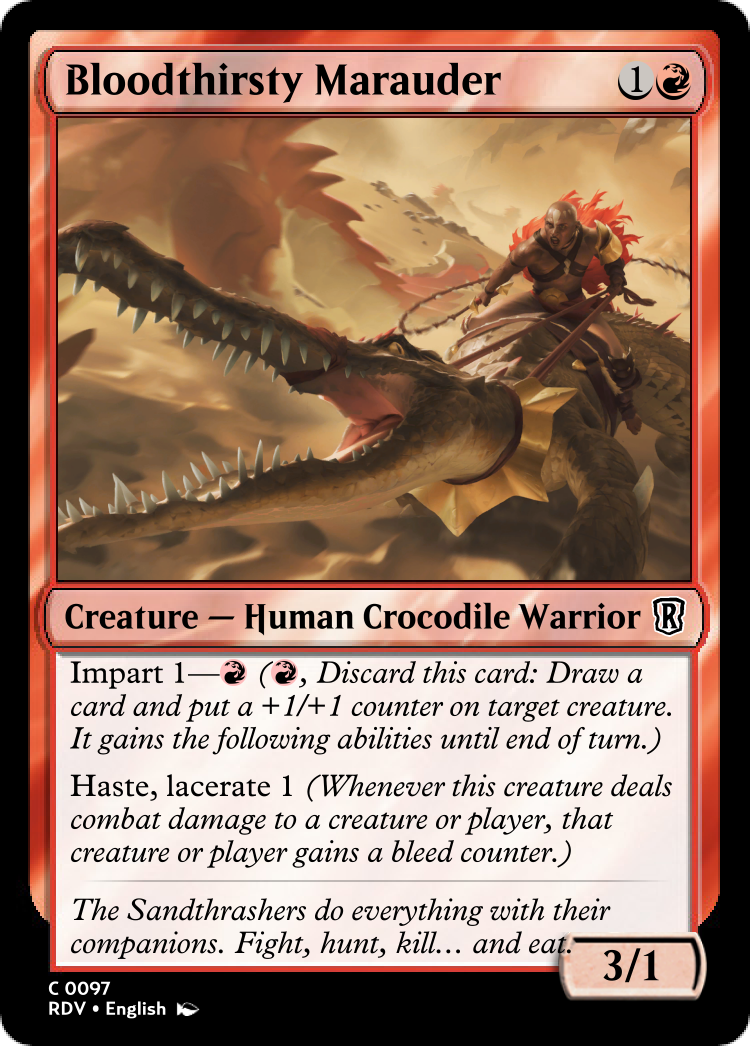 Bloodthirsty Marauder 1
Creature — Human Crocodile Warrior R
Impart 1— (, Discard this card: Draw a
card and put a +1/+1 counter on target creature.
It gains the following abilities until end of turn.)
Haste, lacerate 1 (Whenever this creature deals
combat damage to a creature or player, that
creature or player gains a bleed counter.)
The Sandthrashers do everything with their
companions. Fight, hunt, kill... and eat.
3/1
C 0097
RDV • English